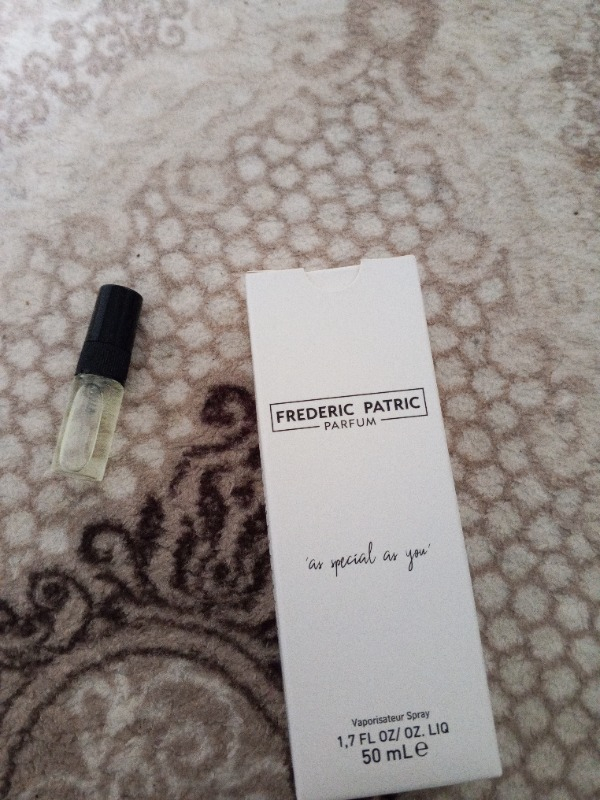 FREDERIC PATRIC
PARFUM
'as special as you'
Vaporisateur Spray
1,7 FL OZ/ OZ. LIQ
50 mL e